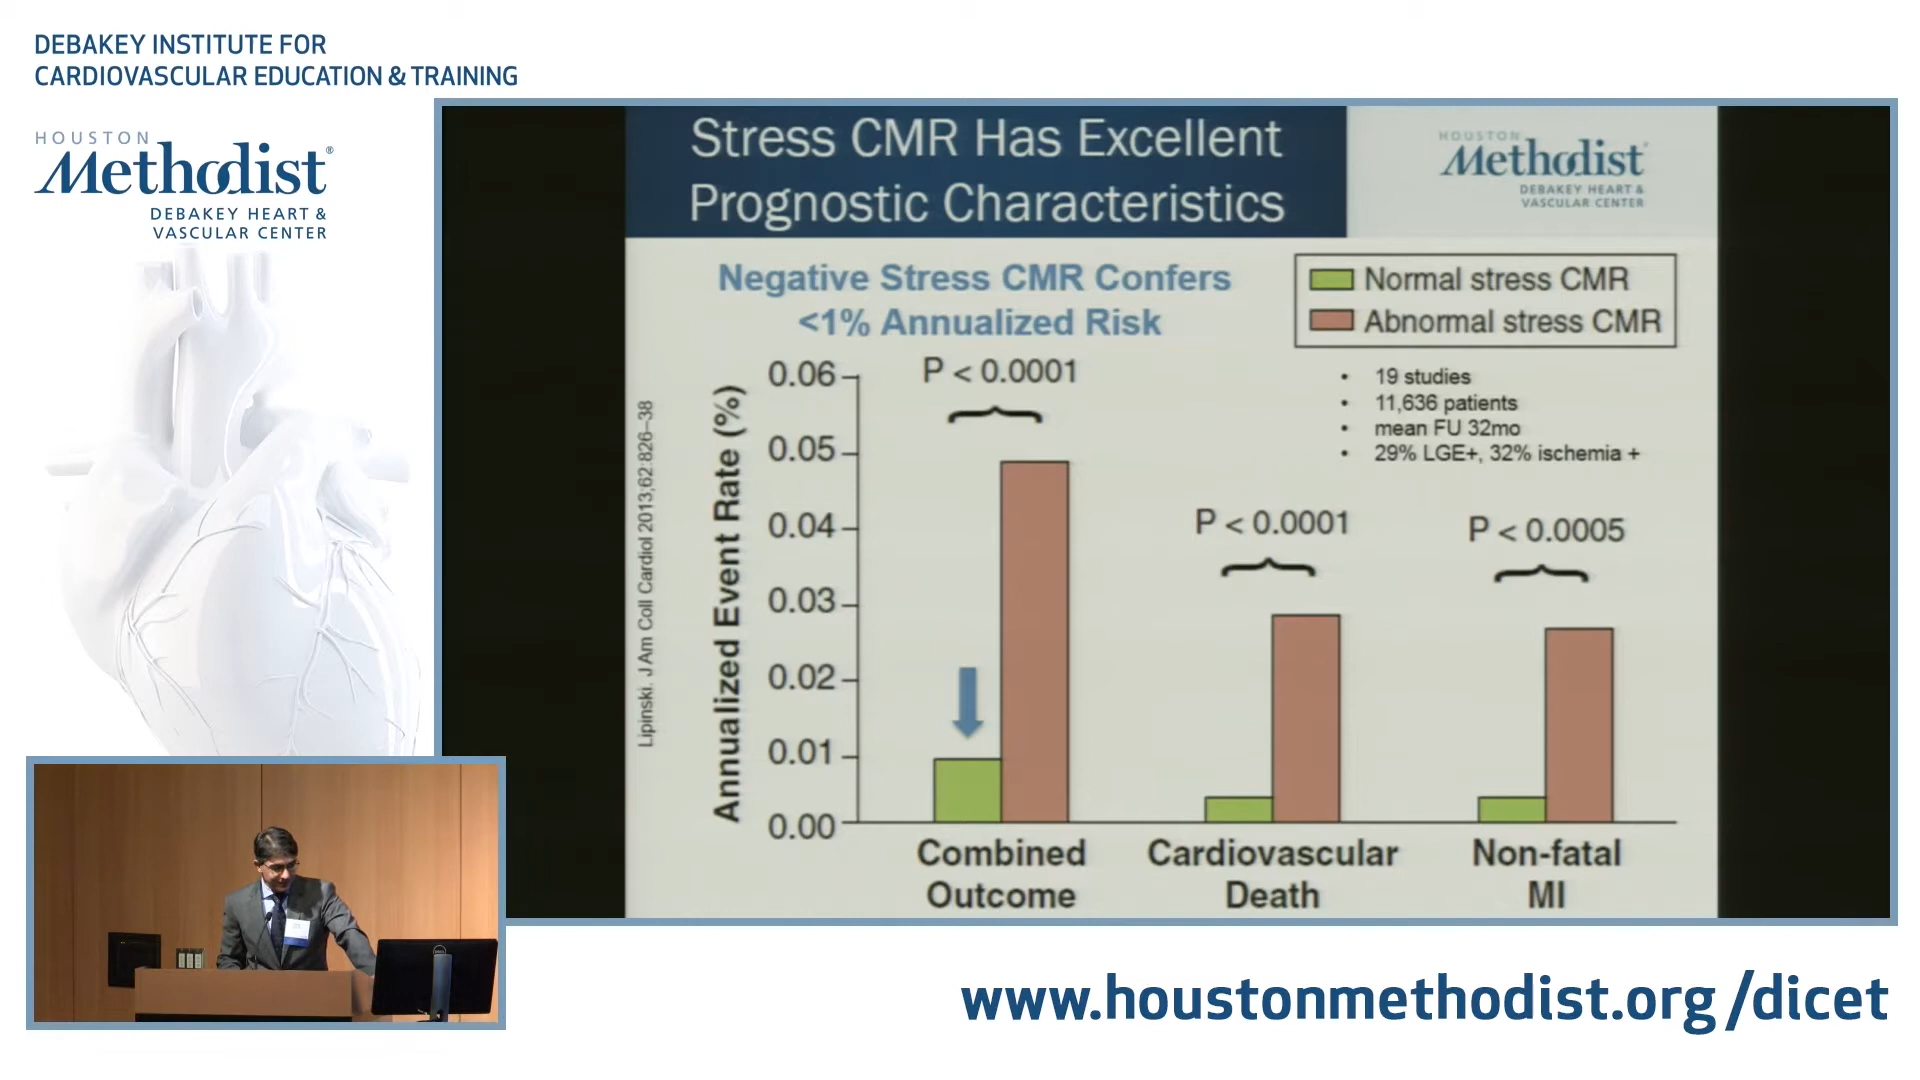 DEBAKEY INSTITUTE FOR
CARDIOVASCULAR EDUCATION & TRAINING
HOUSTON
Methodist®
DEBAKEY HEART &
VASCULAR CENTER
Stress CMR Has Excellent
Prognostic Characteristics
HOUSTON
Methodist
DEBAKEY HEART &
VASCULAR CENTER
Negative Stress CMR Confers
<1% Annualized Risk
Normal stress CMR
Abnormal stress CMR
• 19 studies
• 11,636 patients
• mean FU 32mo
• 29% LGE+, 32% ischemia +
Lipinski. J Am Coll Cardiol 2013;62:826–38
Annualized Event Rate (%)
0.06
0.05
0.04
0.03
0.02
0.01
0.00
P < 0.0001
P < 0.0001
P < 0.0005
Combined
Outcome
Cardiovascular
Death
Non-fatal
MI
www.houstonmethodist.org/dicet